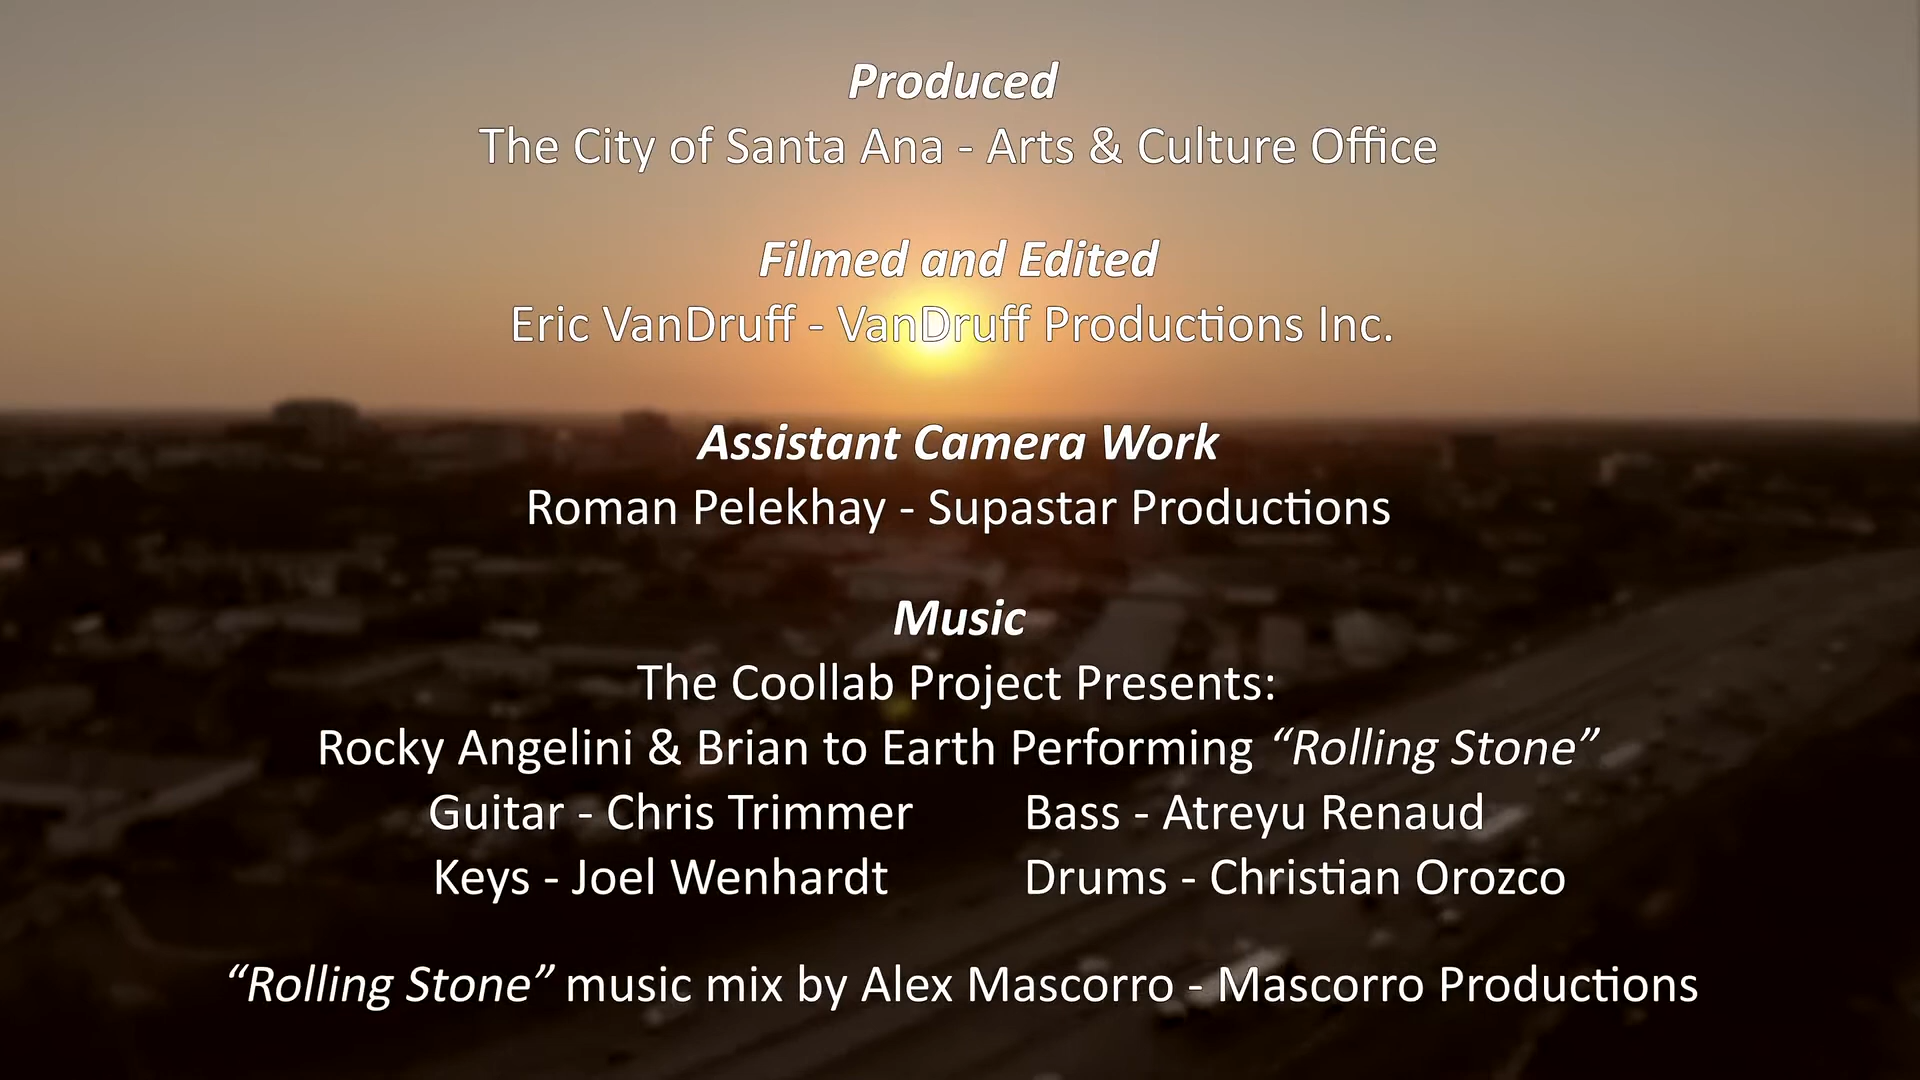 Produced
The City of Santa Ana - Arts & Culture Office
Filmed and Edited
Eric VanDruff - VanDruff Productions Inc.
Assistant Camera Work
Roman Pelekhay - Supastar Productions
Music
The Coollab Project Presents:
Rocky Angelini & Brian to Earth Performing “Rolling Stone”
Guitar - Chris Trimmer Bass - Atreyu Renaud
Keys - Joel Wenhardt Drums - Christian Orozco
“Rolling Stone” music mix by Alex Mascorro - Mascorro Productions